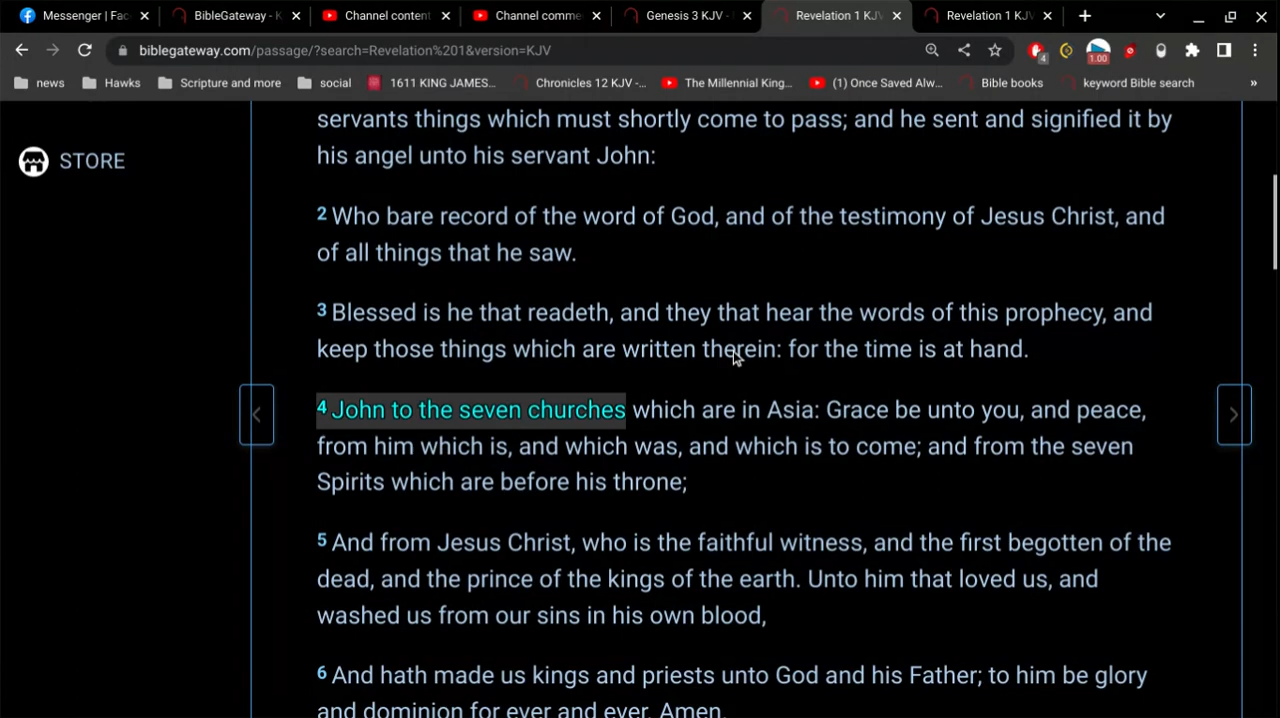 Messenger | Fac
BibleGateway - K
Channel content
Channel comme
Genesis 3 KJV -
Revelation 1 KJV
Revelation 1 KJV
biblegateway.com/passage/?search=Revelation%201&version=KJV
4
1.00
news
Hawks
Scripture and more
social
1611 KING JAMES...
Chronicles 12 KJV -...
The Millennial King...
(1) Once Saved Alw...
Bible books
keyword Bible search
»
STORE
servants things which must shortly come to pass; and he sent and signified it by
his angel unto his servant John:
2 Who bare record of the word of God, and of the testimony of Jesus Christ, and
of all things that he saw.
3 Blessed is he that readeth, and they that hear the words of this prophecy, and
keep those things which are written therein: for the time is at hand.
4 John to the seven churches which are in Asia: Grace be unto you, and peace,
from him which is, and which was, and which is to come; and from the seven
Spirits which are before his throne;
5 And from Jesus Christ, who is the faithful witness, and the first begotten of the
dead, and the prince of the kings of the earth. Unto him that loved us, and
washed us from our sins in his own blood,
6 And hath made us kings and priests unto God and his Father; to him be glory
and dominion for ever and ever. Amen.